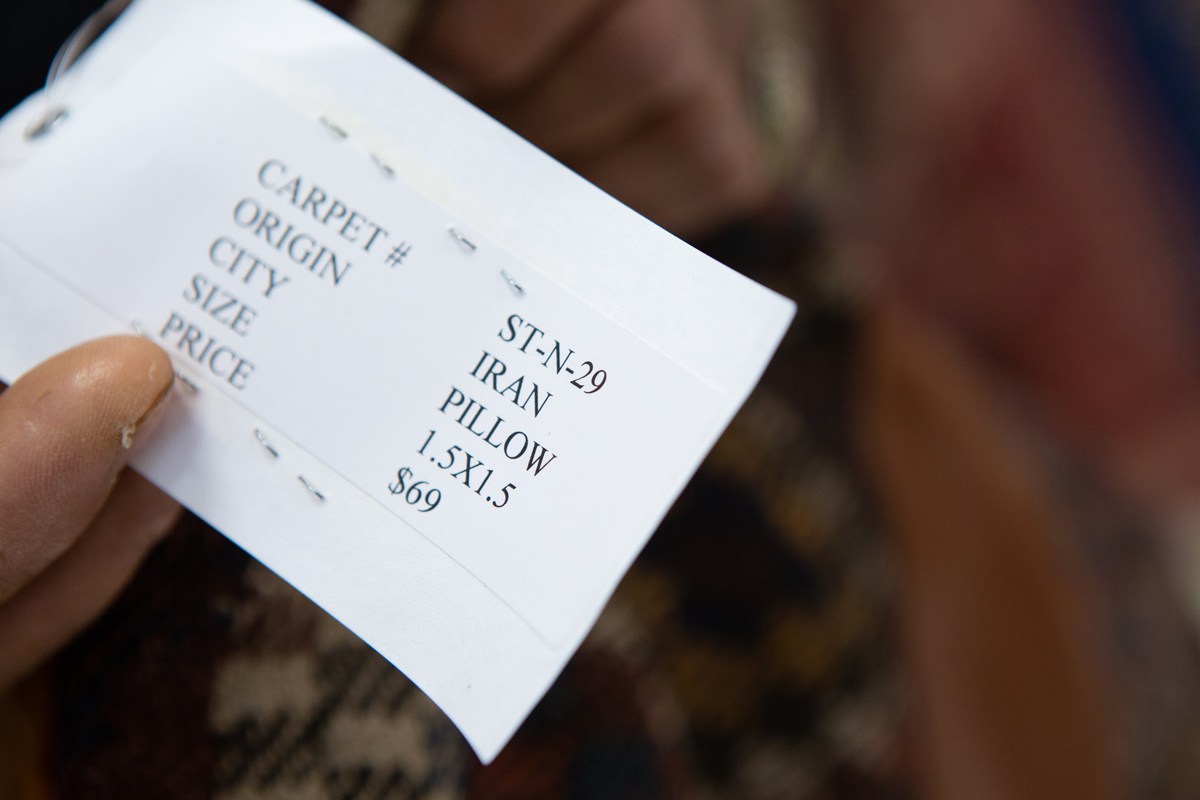 CARPET # ST-N-29
ORIGIN IRAN
CITY PILLOW
SIZE 1.5X1.5
PRICE $69